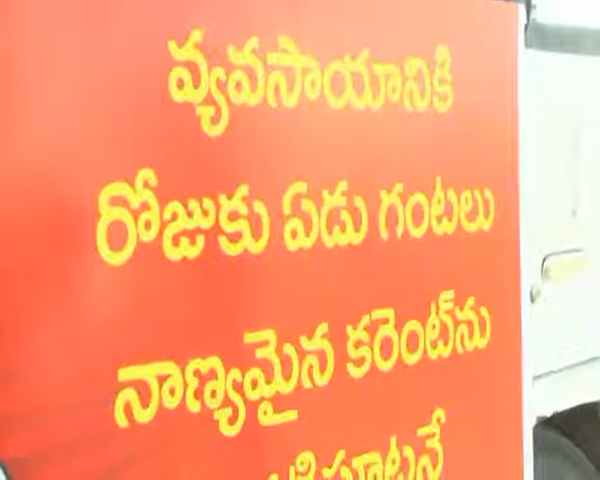 వ్యవసాయానికి
రోజుకు ఏడు గంటలు
నాణ్యమైన కరెంట్‌ను